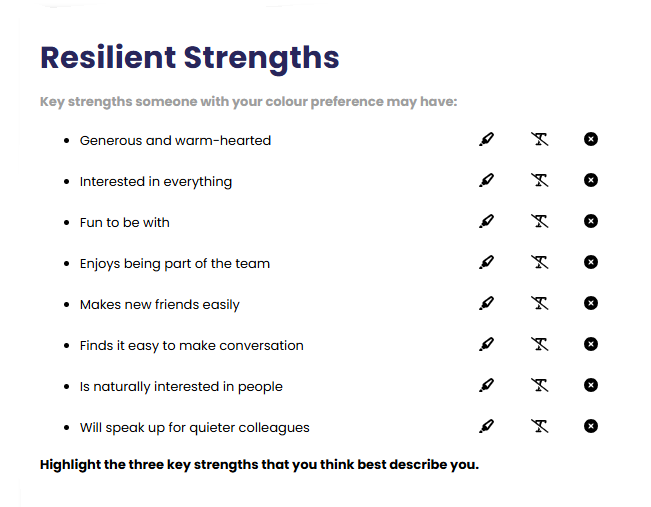 Resilient Strengths
Key strengths someone with your colour preference may have:
• Generous and warm-hearted
• Interested in everything
• Fun to be with
• Enjoys being part of the team
• Makes new friends easily
• Finds it easy to make conversation
• Is naturally interested in people
• Will speak up for quieter colleagues
Highlight the three key strengths that you think best describe you.